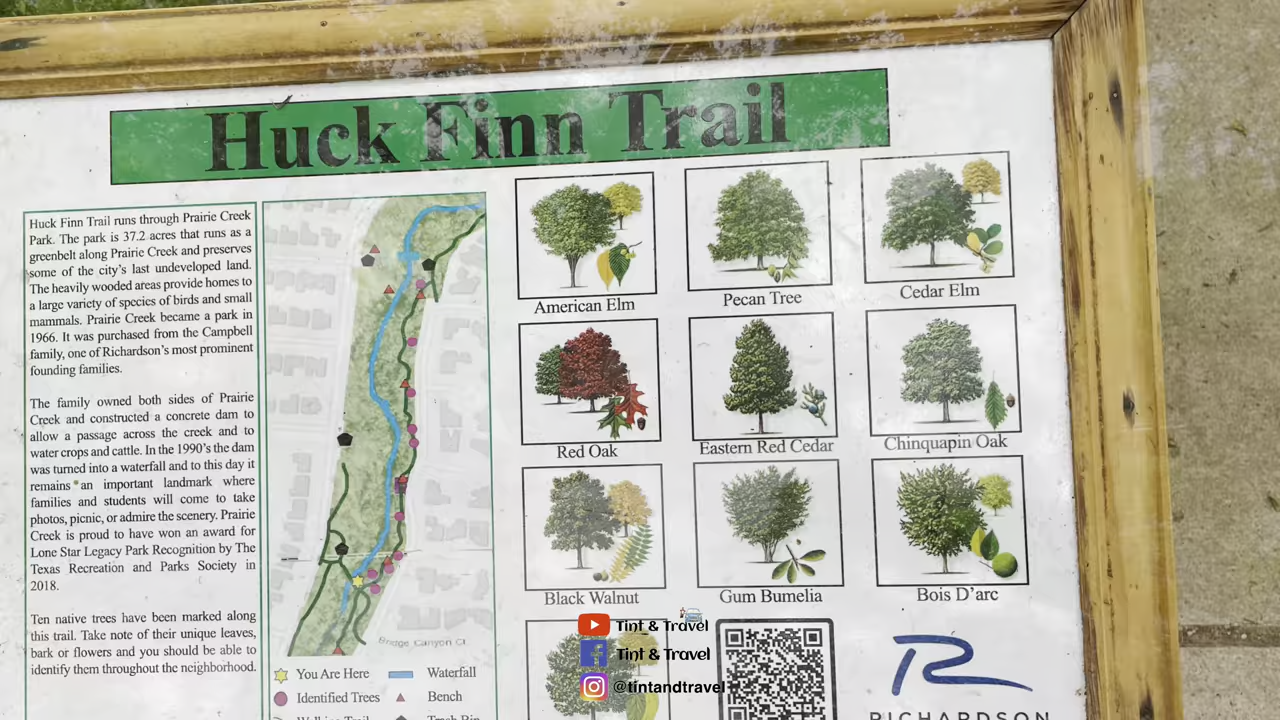 Huck Finn Trail
Huck Finn Trail runs through Prairie Creek
Park. The park is 37.2 acres that runs as a
greenbelt along Prairie Creek and preserves
some of the city's last undeveloped land.
The heavily wooded areas provide homes to
a large variety of species of birds and small
mammals. Prairie Creek became a park in
1966. It was purchased from the Campbell
family, one of Richardson's most prominent
founding families.
The family owned both sides of Prairie
Creek and constructed a concrete dam to
allow a passage across the creek and to
water crops and cattle. In the 1990's the dam
was turned into a waterfall and to this day it
remains an important landmark where
families and students will come to take
photos, picnic, or admire the scenery. Prairie
Creek is proud to have won an award for
Lone Star Legacy Park Recognition by The
Texas Recreation and Parks Society in
2018.
Ten native trees have been marked along
this trail. Take note of their unique leaves,
bark or flowers and you should be able to
identify them throughout the neighborhood.
Bridge Canyon Ct
You Are Here
Waterfall
Identified Trees
Bench
Walking Trail
Trash Bin
American Elm
Pecan Tree
Cedar Elm
Red Oak
Eastern Red Cedar
Chinquapin Oak
Black Walnut
Gum Bumelia
Bois D'arc
Tint & Travel
Tint & Travel
@tintandtravel
RICHARDSON